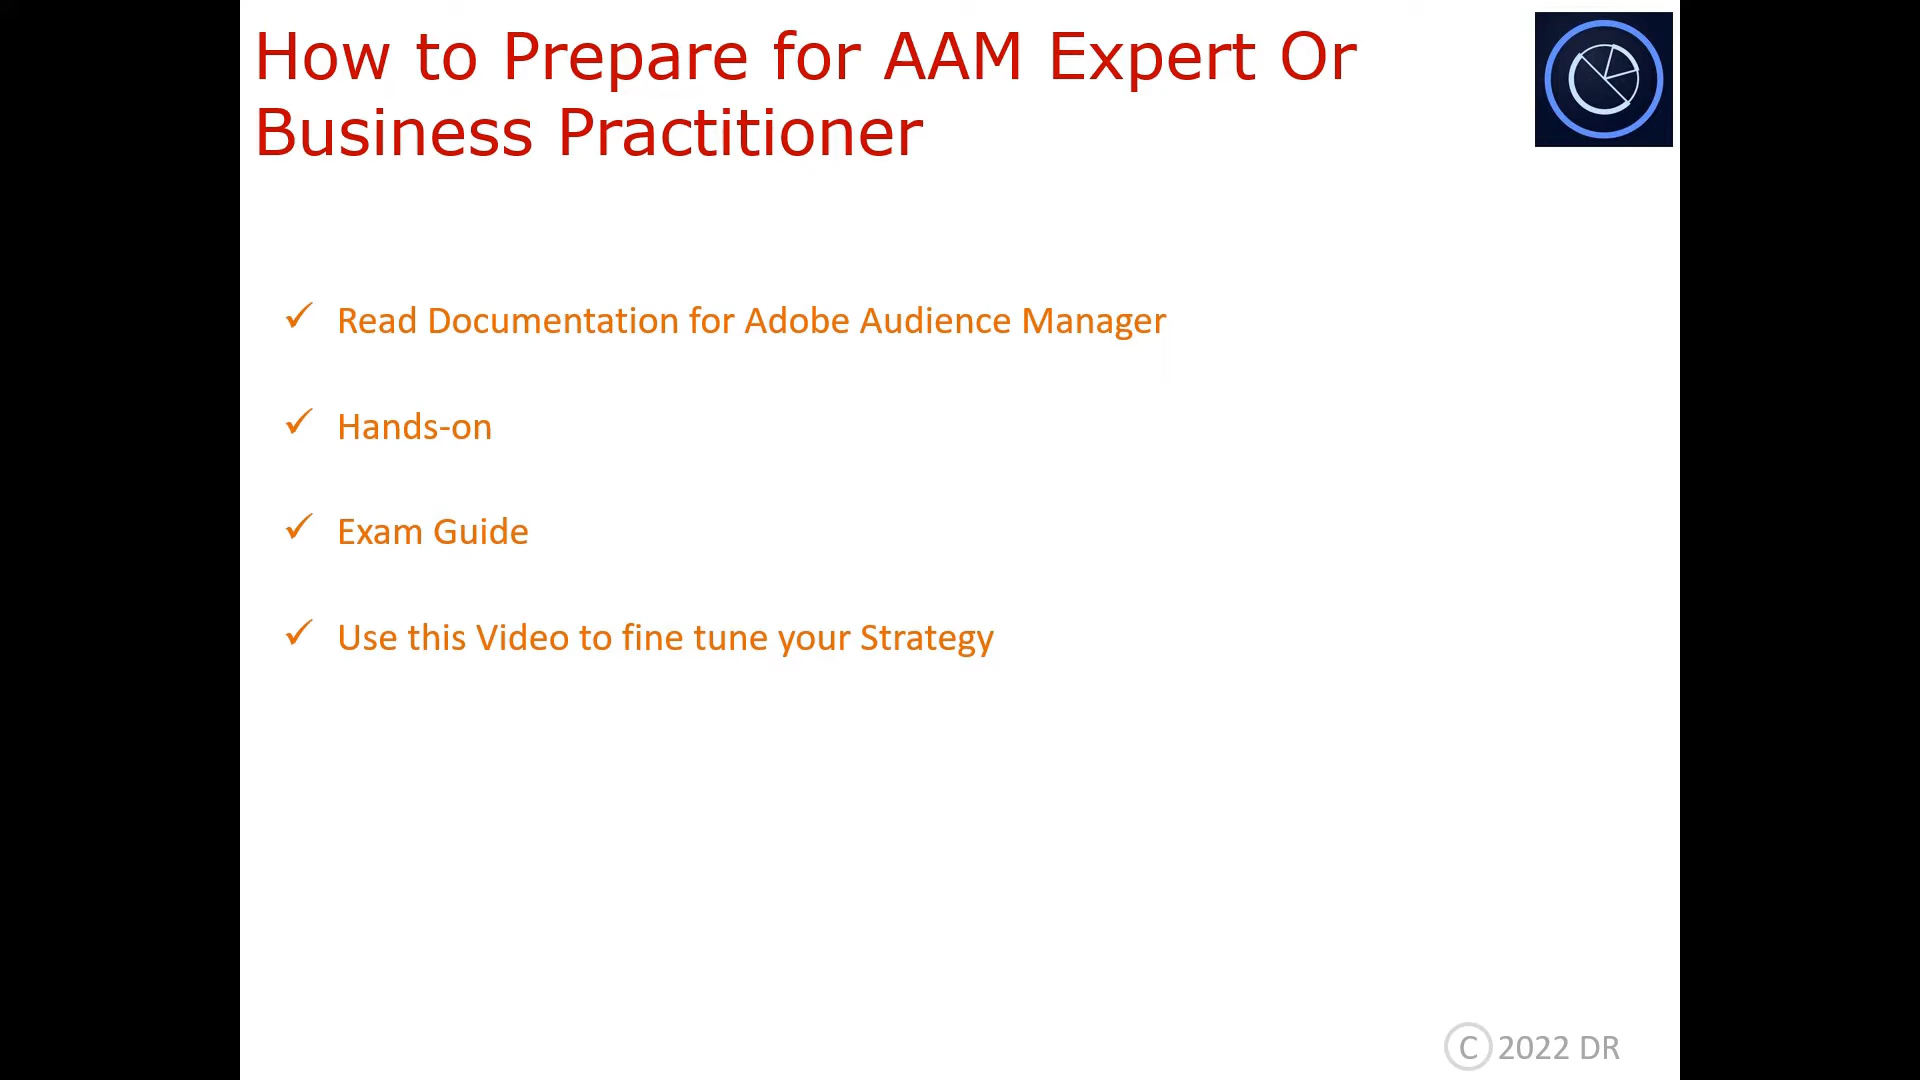 How to Prepare for AAM Expert Or
Business Practitioner
✓ Read Documentation for Adobe Audience Manager
✓ Hands-on
✓ Exam Guide
✓ Use this Video to fine tune your Strategy
© 2022 DR